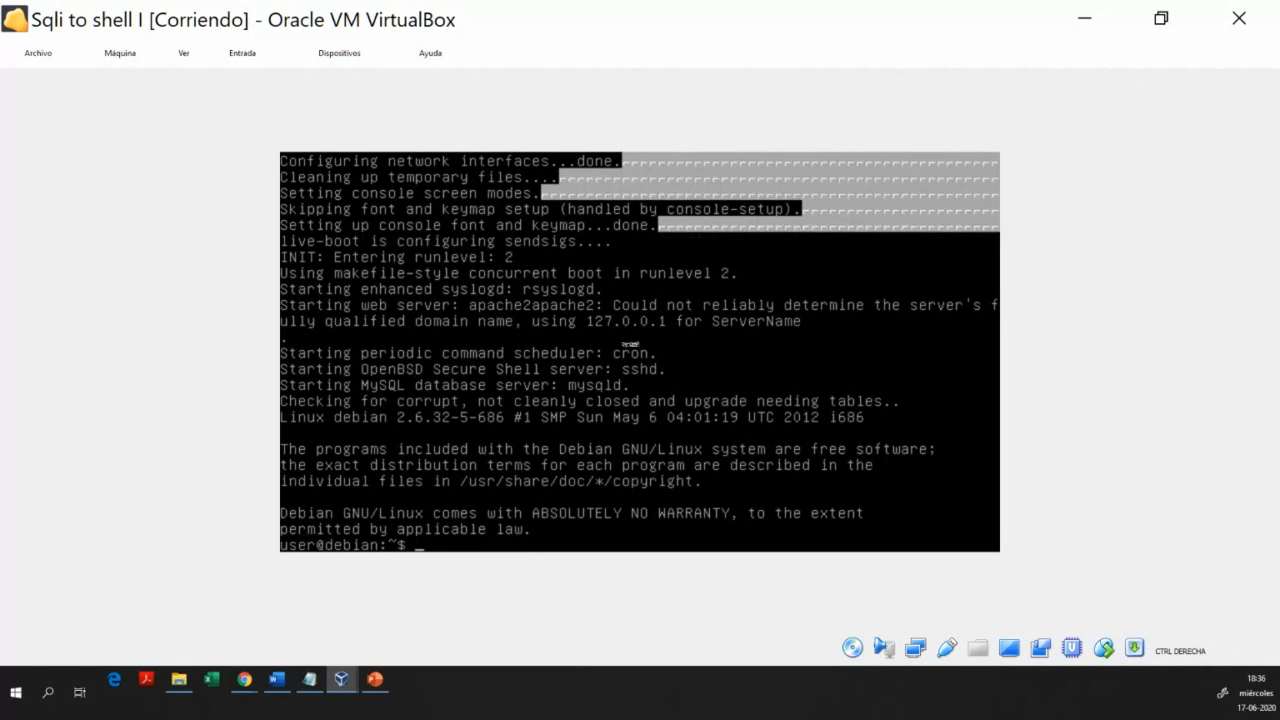 Sqli to shell I [Corriendo] - Oracle VM VirtualBox
Archivo Máquina Ver Entrada Dispositivos Ayuda
Configuring network interfaces...done.
Cleaning up temporary files....
Setting console screen modes.
Skipping font and keymap setup (handled by console-setup).
Setting up console font and keymap...done.
live-boot is configuring sendsigs....
INIT: Entering runlevel: 2
Using makefile-style concurrent boot in runlevel 2.
Starting enhanced syslogd: rsyslogd.
Starting web server: apache2apache2: Could not reliably determine the server's f
ully qualified domain name, using 127.0.0.1 for ServerName
.
Starting periodic command scheduler: cron.
Starting OpenBSD Secure Shell server: sshd.
Starting MySQL database server: mysqld.
Checking for corrupt, not cleanly closed and upgrade needing tables..
Linux debian 2.6.32-5-686 #1 SMP Sun May 6 04:01:19 UTC 2012 i686
The programs included with the Debian GNU/Linux system are free software;
the exact distribution terms for each program are described in the
individual files in /usr/share/doc/*/copyright.
Debian GNU/Linux comes with ABSOLUTELY NO WARRANTY, to the extent
permitted by applicable law.
user@debian:~$ _
CTRL DERECHA
18:36
miércoles
17-06-2020